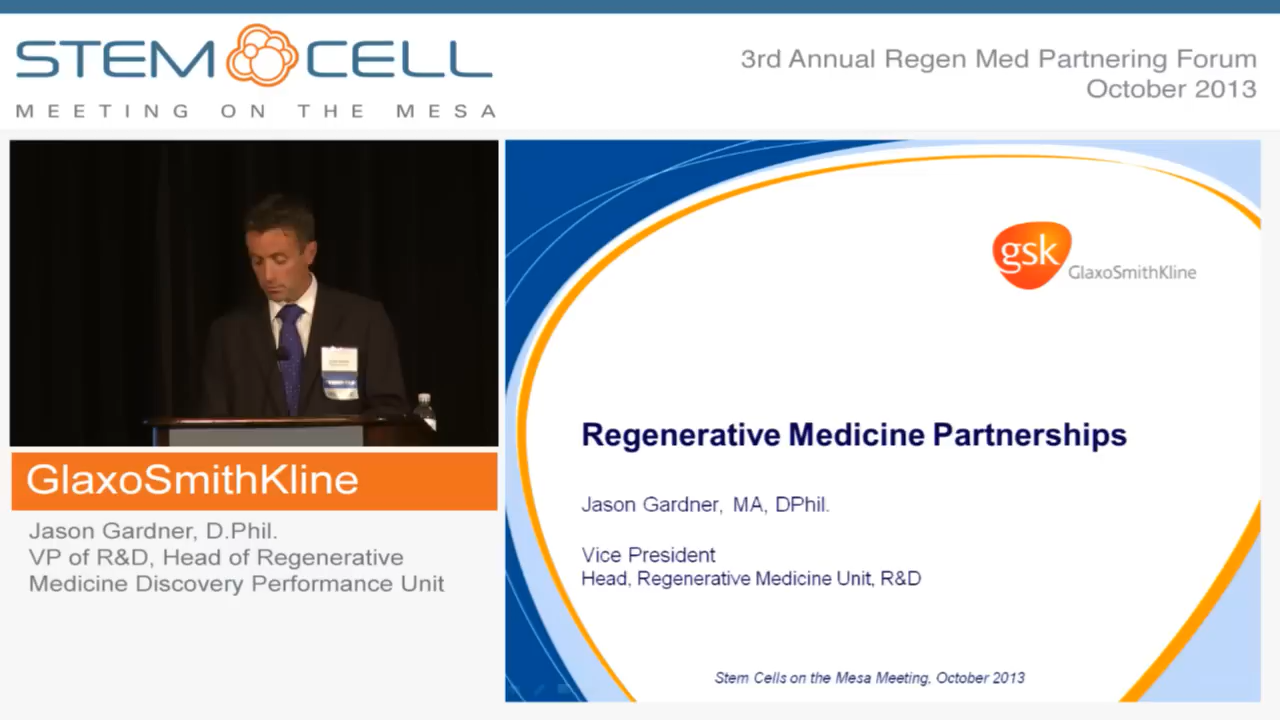 STEM CELL
MEETING ON THE MESA
3rd Annual Regen Med Partnering Forum
October 2013
gsk
GlaxoSmithKline
Regenerative Medicine Partnerships
Jason Gardner, MA, DPhil.
Vice President
Head, Regenerative Medicine Unit, R&D
Stem Cells on the Mesa Meeting, October 2013
GlaxoSmithKline
Jason Gardner, D.Phil.
VP of R&D, Head of Regenerative
Medicine Discovery Performance Unit